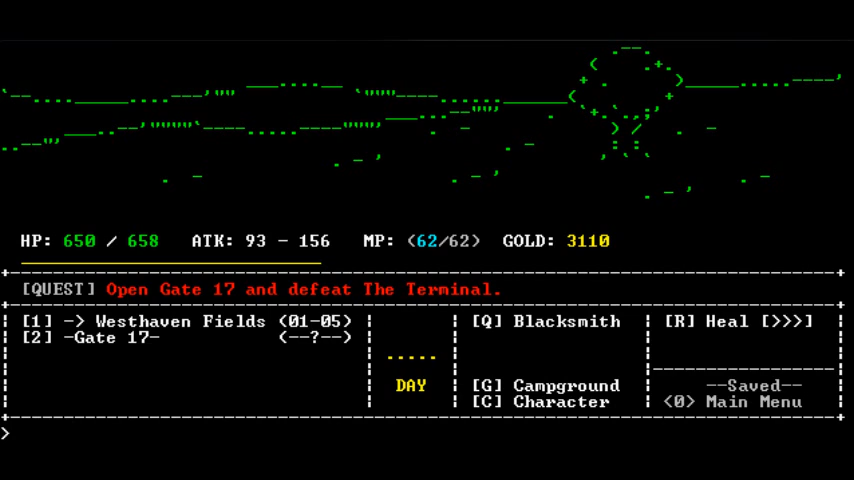 HP: 650 / 658 ATK: 93 - 156 MP: (62/62) GOLD: 3110
[QUEST] Open Gate 17 and defeat The Terminal.
[1] -> Westhaven Fields (01-05) [Q] Blacksmith [R] Heal [>>>]
[2] -Gate 17- (--?--)
.....
DAY [G] Campground --Saved--
[C] Character <0> Main Menu
>